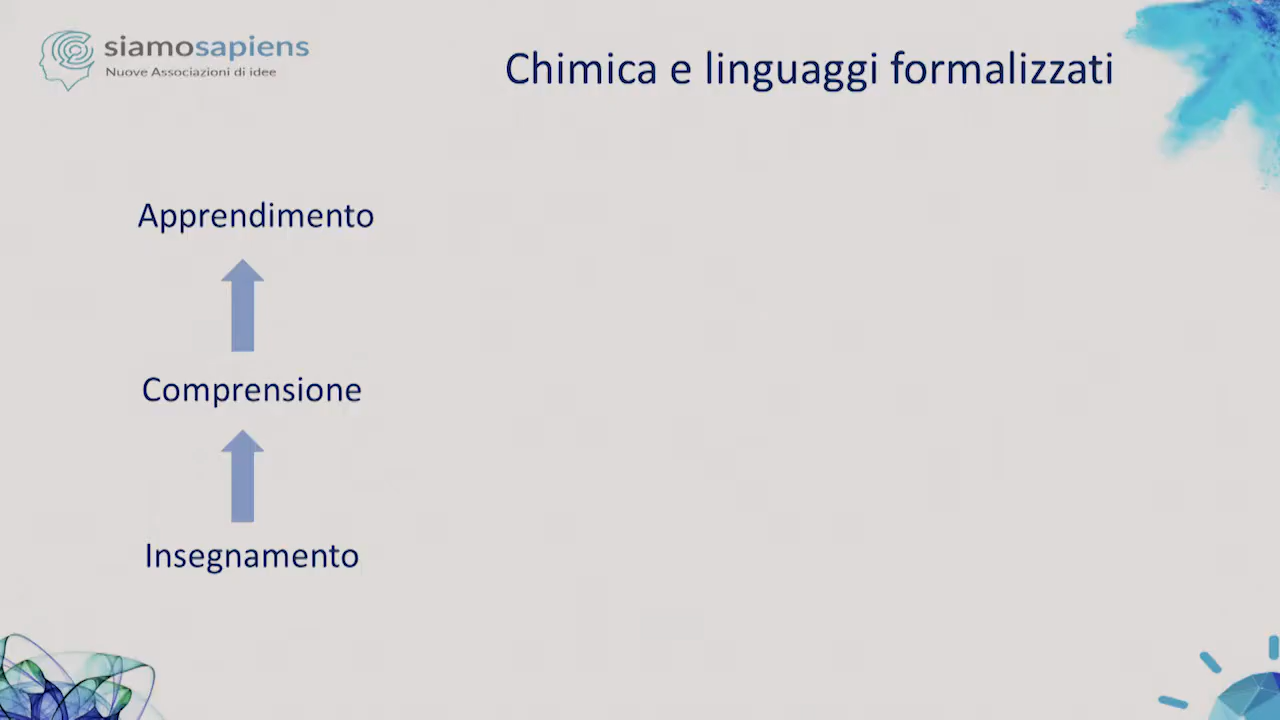 siamosapiens
Nuove Associazioni di idee
Chimica e linguaggi formalizzati
Apprendimento
Comprensione
Insegnamento